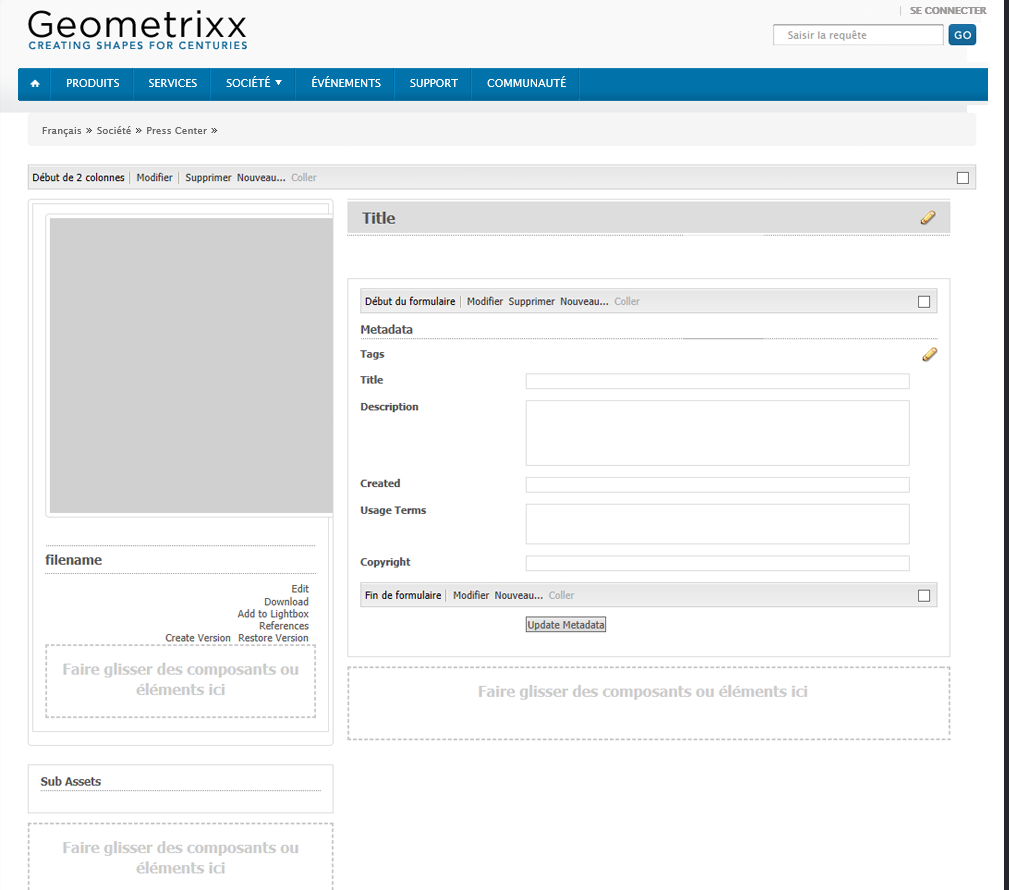 SE CONNECTER
Geometrixx
CREATING SHAPES FOR CENTURIES
Saisir la requête GO
PRODUITS SERVICES SOCIÉTÉ ▼ ÉVÉNEMENTS SUPPORT COMMUNAUTÉ
Français » Société » Press Center »
Début de 2 colonnes | Modifier | Supprimer Nouveau... Coller
filename
Edit
Download
Add to Lightbox
References
Create Version Restore Version
Faire glisser des composants ou
éléments ici
Sub Assets
Faire glisser des composants ou
éléments ici
Title
Début du formulaire | Modifier Supprimer Nouveau... Coller
Metadata
Tags
Title
Description
Created
Usage Terms
Copyright
Fin de formulaire | Modifier Nouveau... Coller
Update Metadata
Faire glisser des composants ou éléments ici